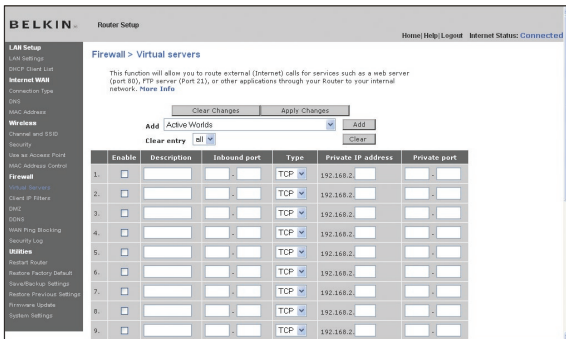 BELKIN
Router Setup
Home| Help| Logout Internet Status: Connected
LAN Setup
LAN Settings
DHCP Client List
Internet WAN
Connection Type
DNS
MAC Address
Wireless
Channel and SSID
Security
Use as Access Point
MAC Address Control
Firewall
Virtual Servers
Client IP Filters
DMZ
DDNS
WAN Ping Blocking
Security Log
Utilities
Restart Router
Restore Factory Default
Save/Backup Settings
Restore Previous Settings
Firmware Update
System Settings
Firewall > Virtual servers
This function will allow you to route external (Internet) calls for services such as a web server
(port 80), FTP server (Port 21), or other applications through your Router to your internal
network. More Info
Clear Changes Apply Changes
Add Active Worlds Add
Clear entry all Clear
Enable Description Inbound port Type Private IP address Private port
1. - TCP 192.168.2. -
2. - TCP 192.168.2. -
3. - TCP 192.168.2. -
4. - TCP 192.168.2. -
5. - TCP 192.168.2. -
6. - TCP 192.168.2. -
7. - TCP 192.168.2. -
8. - TCP 192.168.2. -
9. - TCP 192.168.2. -